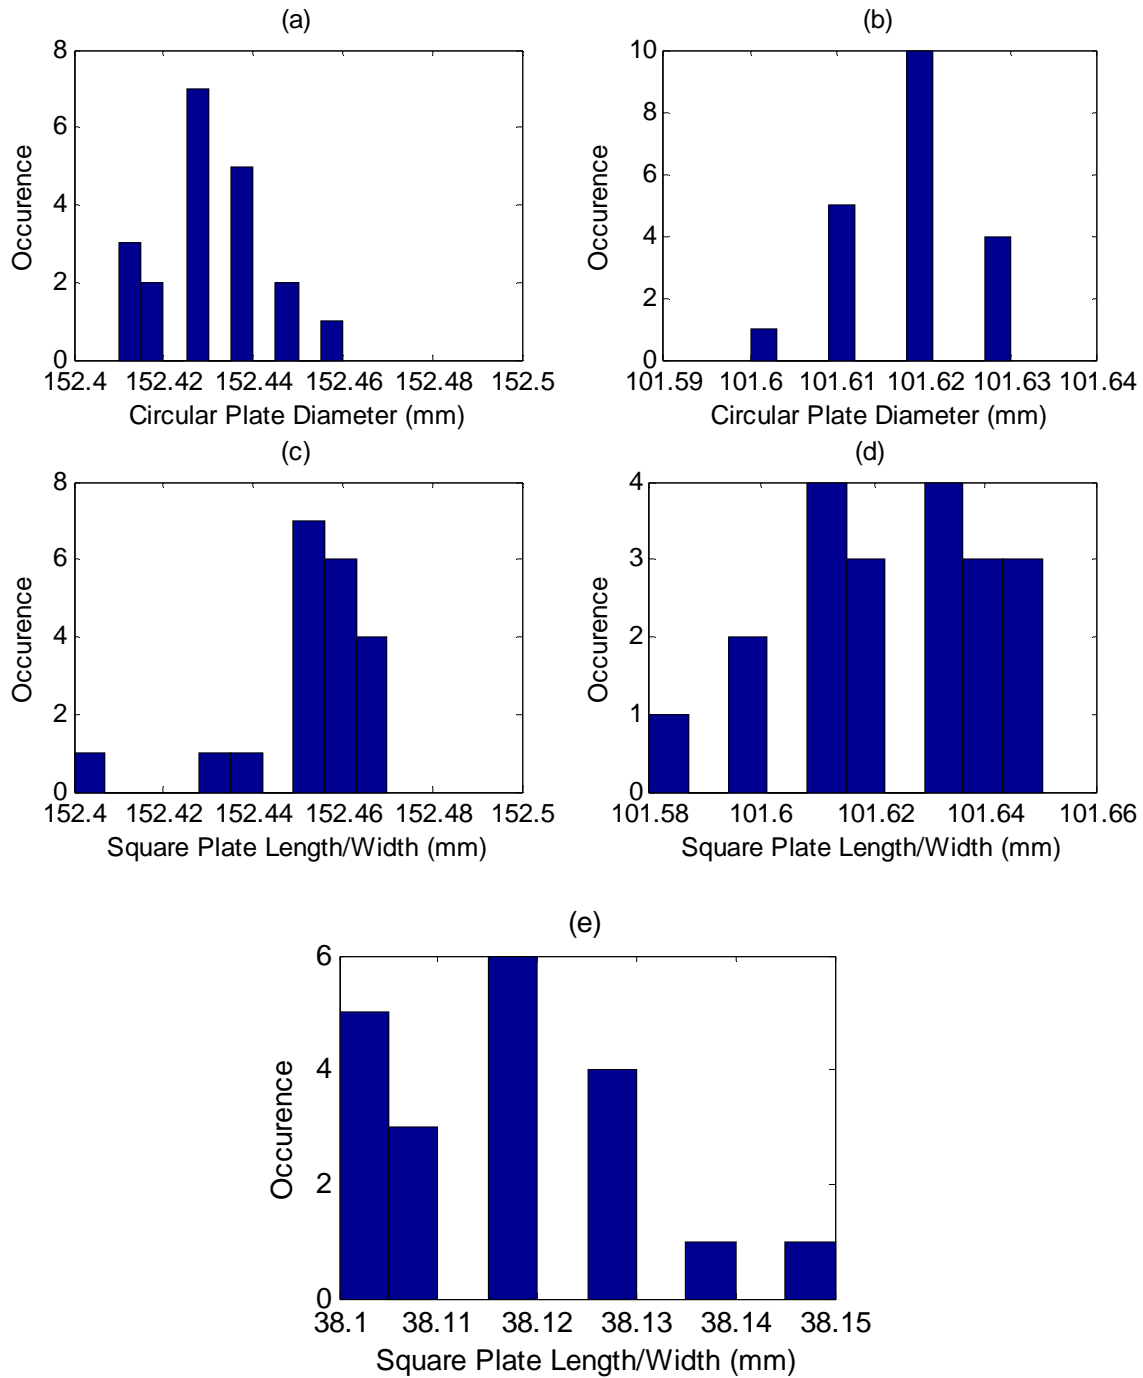 (a)
8
6
4
2
0
152.4 152.42 152.44 152.46 152.48 152.5
Occurence
Circular Plate Diameter (mm)
(b)
10
8
6
4
2
0
101.59 101.6 101.61 101.62 101.63 101.64
Occurence
Circular Plate Diameter (mm)
(c)
8
6
4
2
0
152.4 152.42 152.44 152.46 152.48 152.5
Occurence
Square Plate Length/Width (mm)
(d)
4
3
2
1
0
101.58 101.6 101.62 101.64 101.66
Occurence
Square Plate Length/Width (mm)
(e)
6
4
2
0
38.1 38.11 38.12 38.13 38.14 38.15
Occurence
Square Plate Length/Width (mm)